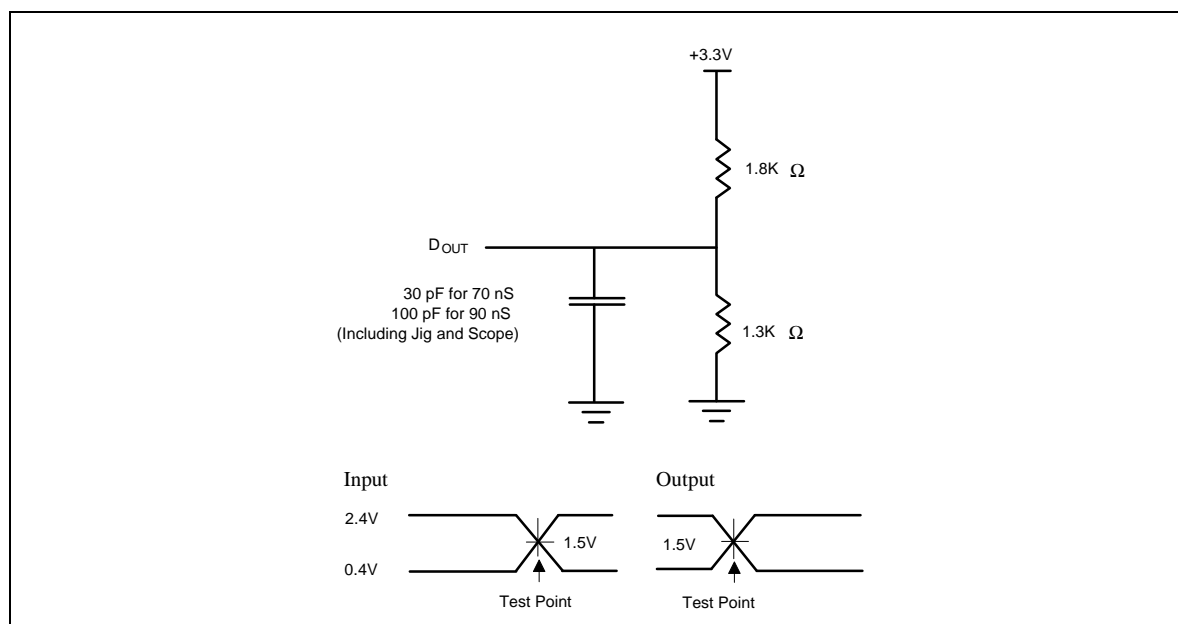 +3.3V
1.8K Ω
DOUT
30 pF for 70 nS
100 pF for 90 nS
(Including Jig and Scope)
1.3K Ω
Input
Output
2.4V
1.5V
1.5V
0.4V
Test Point
Test Point